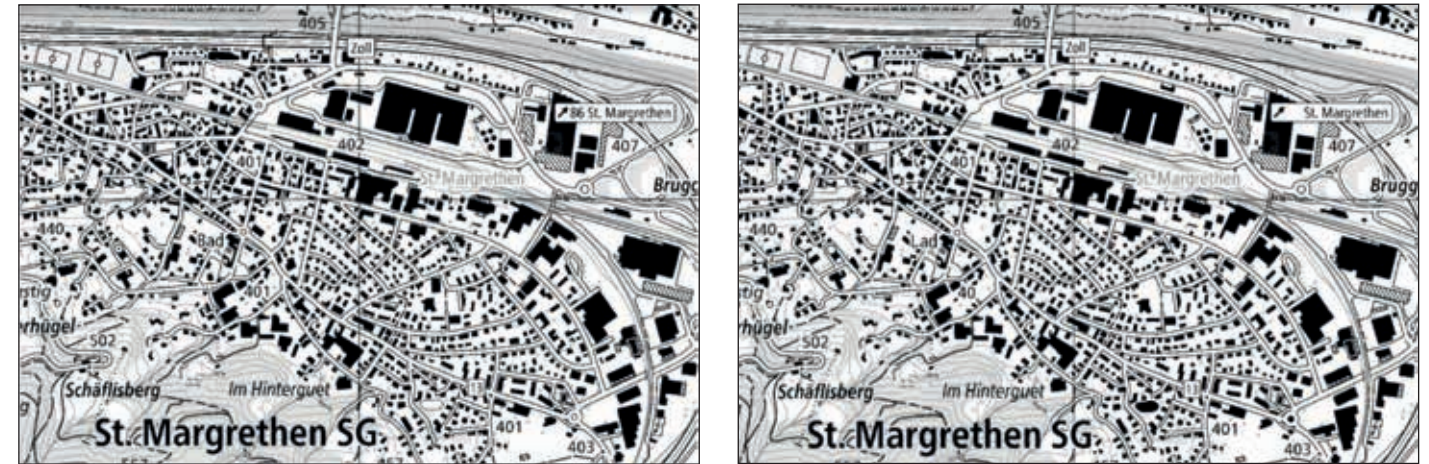 405
Zoll
86 St. Margrethen
407
402
401
St. Margrethen
Brugg
440
Bad
401
stig
rhügel
502
Schäflisberg
Im Hinterguet
13
401
St. Margrethen SG
403
405
Zoll
St. Margrethen
407
402
401
St. Margrethen
Brugg
440
Lad
40
tig
rhügel
502
Schäflisberg
Im Hinterguet
13
401
St. Margrethen SG
403